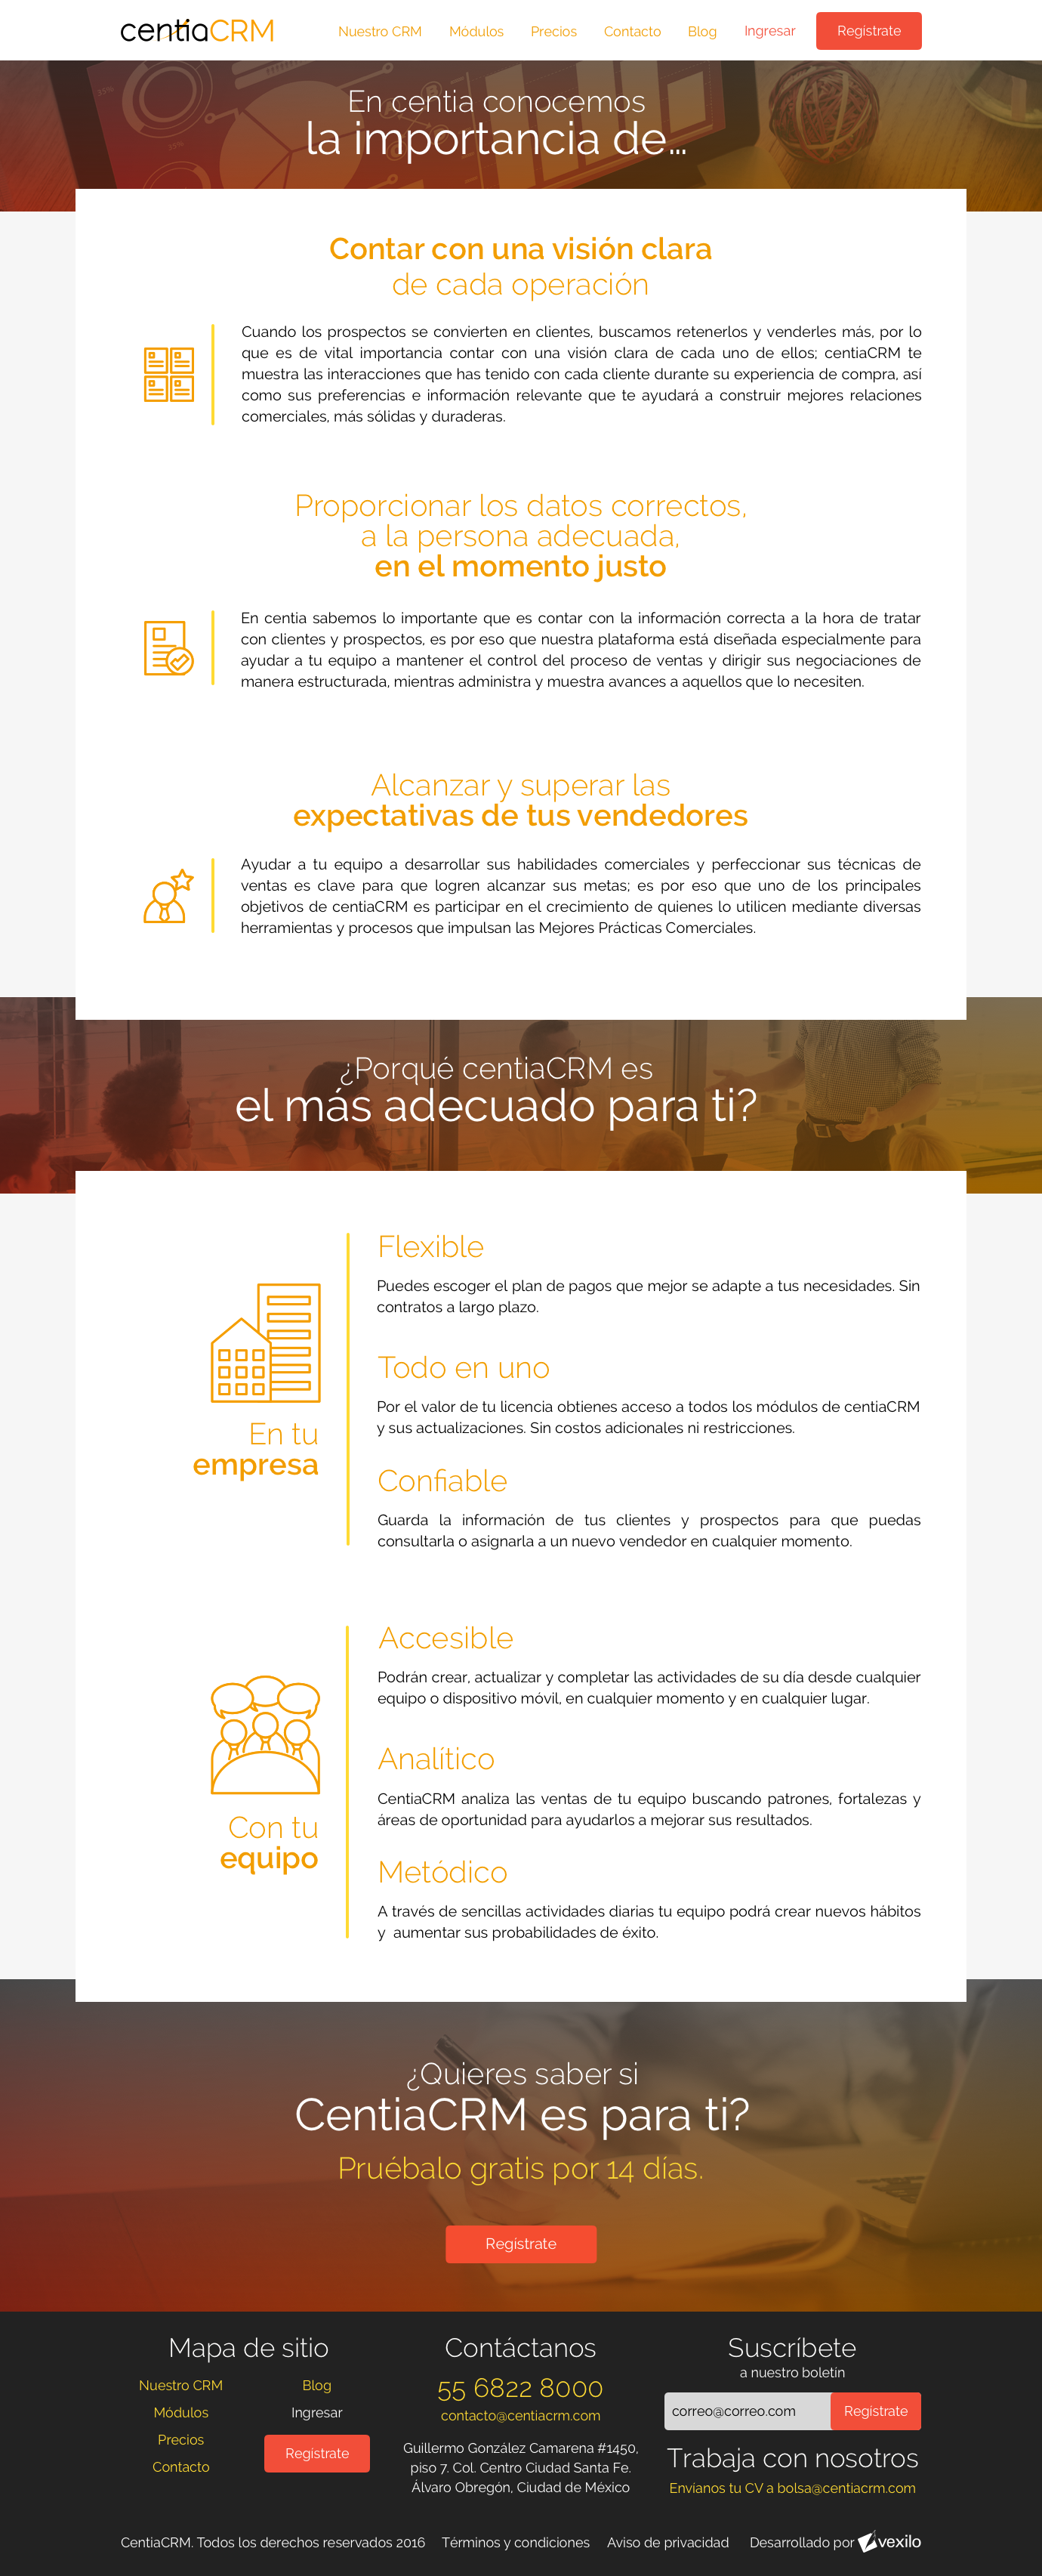 centiaCRM
Nuestro CRM
Módulos
Precios
Contacto
Blog
Ingresar
Regístrate
En centia conocemos
la importancia de...
Contar con una visión clara
de cada operación
Cuando los prospectos se convierten en clientes, buscamos retenerlos y venderles más, por lo
que es de vital importancia contar con una visión clara de cada uno de ellos; centiaCRM te
muestra las interacciones que has tenido con cada cliente durante su experiencia de compra, así
como sus preferencias e información relevante que te ayudará a construir mejores relaciones
comerciales, más sólidas y duraderas.
Proporcionar los datos correctos,
a la persona adecuada,
en el momento justo
En centia sabemos lo importante que es contar con la información correcta a la hora de tratar
con clientes y prospectos, es por eso que nuestra plataforma está diseñada especialmente para
ayudar a tu equipo a mantener el control del proceso de ventas y dirigir sus negociaciones de
manera estructurada, mientras administra y muestra avances a aquellos que lo necesiten.
Alcanzar y superar las
expectativas de tus vendedores
Ayudar a tu equipo a desarrollar sus habilidades comerciales y perfeccionar sus técnicas de
ventas es clave para que logren alcanzar sus metas; es por eso que uno de los principales
objetivos de centiaCRM es participar en el crecimiento de quienes lo utilicen mediante diversas
herramientas y procesos que impulsan las Mejores Prácticas Comerciales.
¿Porqué centiaCRM es
el más adecuado para ti?
En tu
empresa
Flexible
Puedes escoger el plan de pagos que mejor se adapte a tus necesidades. Sin
contratos a largo plazo.
Todo en uno
Por el valor de tu licencia obtienes acceso a todos los módulos de centiaCRM
y sus actualizaciones. Sin costos adicionales ni restricciones.
Confiable
Guarda la información de tus clientes y prospectos para que puedas
consultarla o asignarla a un nuevo vendedor en cualquier momento.
Con tu
equipo
Accesible
Podrán crear, actualizar y completar las actividades de su día desde cualquier
equipo o dispositivo móvil, en cualquier momento y en cualquier lugar.
Analítico
CentiaCRM analiza las ventas de tu equipo buscando patrones, fortalezas y
áreas de oportunidad para ayudarlos a mejorar sus resultados.
Metódico
A través de sencillas actividades diarias tu equipo podrá crear nuevos hábitos
y  aumentar sus probabilidades de éxito.
¿Quieres saber si
CentiaCRM es para ti?
Pruébalo gratis por 14 días.
Regístrate
Mapa de sitio
Nuestro CRM
Módulos
Precios
Contacto
Blog
Ingresar
Regístrate
Contáctanos
55 6822 8000
contacto@centiacrm.com
Guillermo González Camarena #1450,
piso 7. Col. Centro Ciudad Santa Fe.
Álvaro Obregón, Ciudad de México
Suscríbete
a nuestro boletín
correo@correo.com
Regístrate
Trabaja con nosotros
Envíanos tu CV a bolsa@centiacrm.com
CentiaCRM. Todos los derechos reservados 2016
Términos y condiciones
Aviso de privacidad
Desarrollado por vexilo